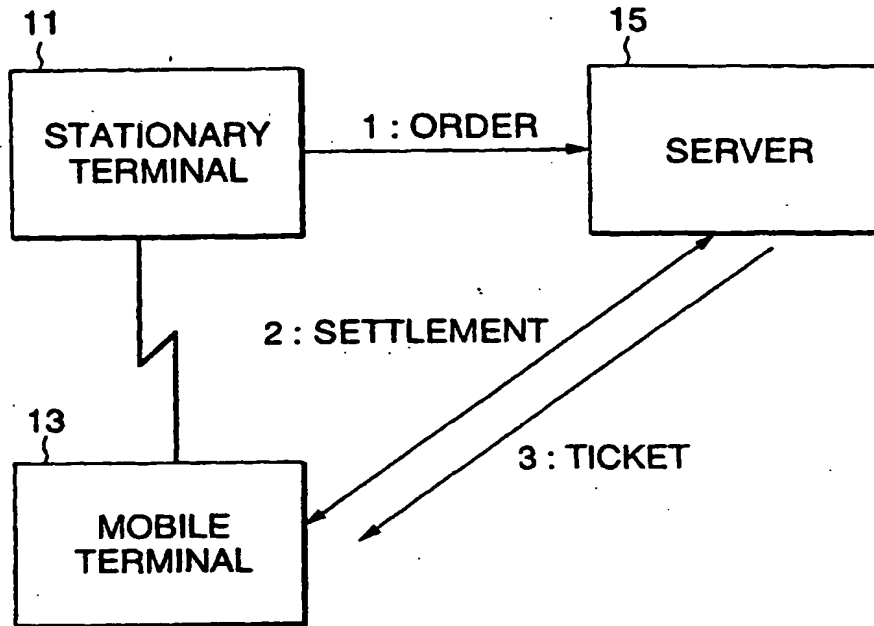 11
15
STATIONARY
TERMINAL
1 : ORDER
SERVER
2 : SETTLEMENT
13
3 : TICKET
MOBILE
TERMINAL